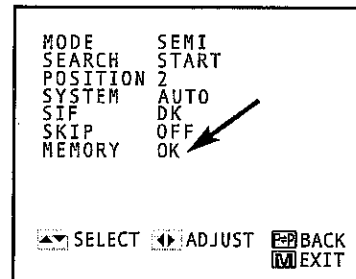 MODE SEMI
SEARCH START
POSITION 2
SYSTEM AUTO
SIF DK
SKIP OFF
MEMORY OK
SELECT ADJUST P+P BACK
M EXIT